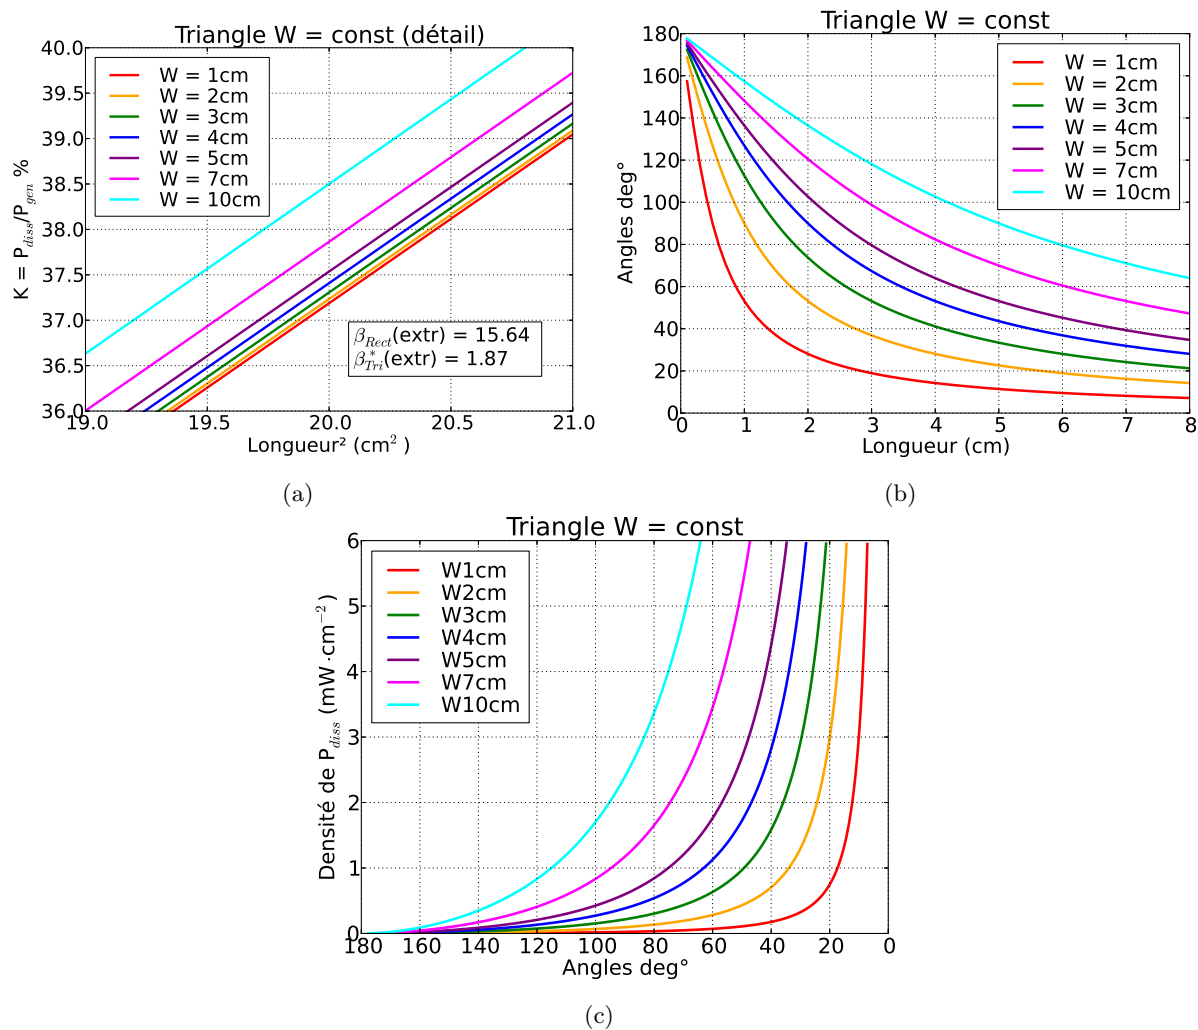 Triangle W = const (détail)
40.0
39.5
39.0
38.5
38.0
37.5
37.0
36.5
36.0
K = P_diss/P_gen %
W = 1cm
W = 2cm
W = 3cm
W = 4cm
W = 5cm
W = 7cm
W = 10cm
β_Rect(extr) = 15.64
β*_Tri(extr) = 1.87
19.0 19.5 20.0 20.5 21.0
Longueur² (cm²)
(a)
Triangle W = const
180
160
140
120
100
80
60
40
20
0
Angles deg°
W = 1cm
W = 2cm
W = 3cm
W = 4cm
W = 5cm
W = 7cm
W = 10cm
0 1 2 3 4 5 6 7 8
Longueur (cm)
(b)
Triangle W = const
6
5
4
3
2
1
0
Densité de P_diss (mW·cm⁻²)
W1cm
W2cm
W3cm
W4cm
W5cm
W7cm
W10cm
180 160 140 120 100 80 60 40 20 0
Angles deg°
(c)